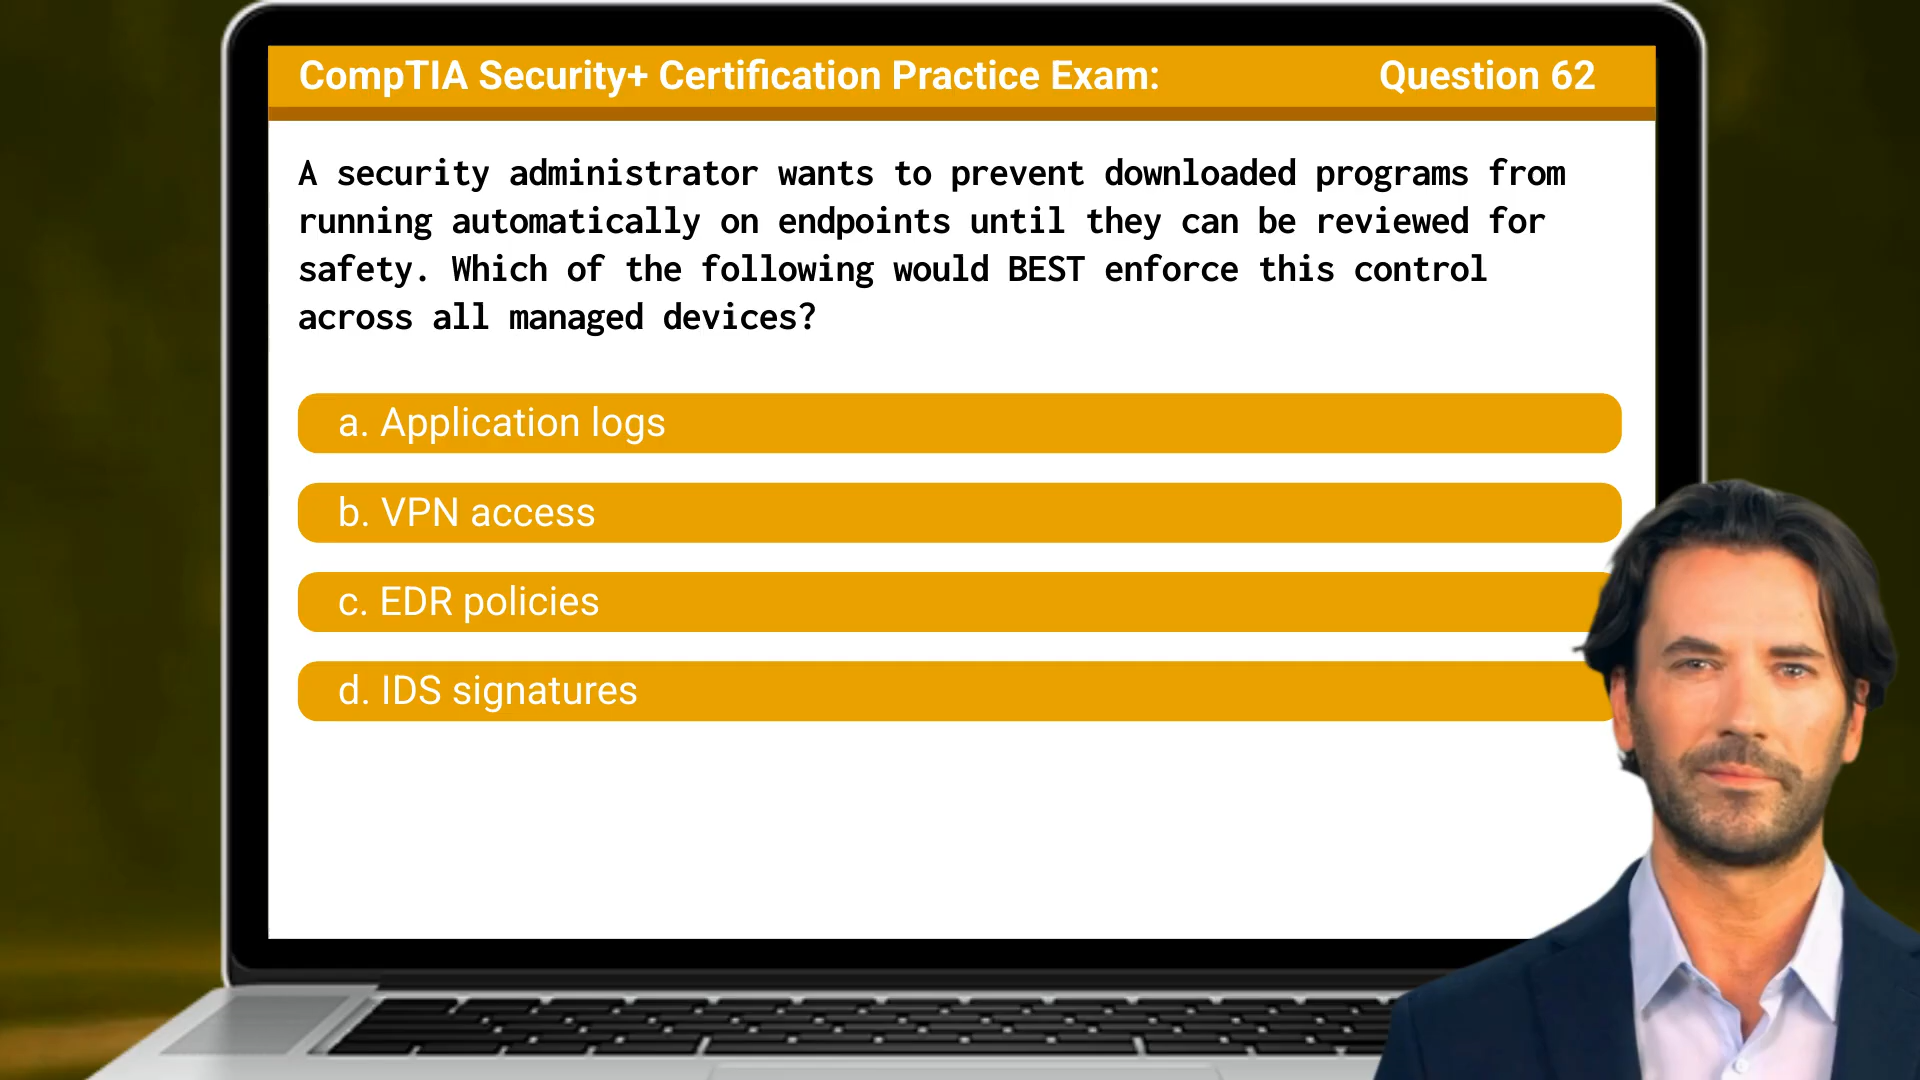 CompTIA Security+ Certification Practice Exam: Question 62
A security administrator wants to prevent downloaded programs from
running automatically on endpoints until they can be reviewed for
safety. Which of the following would BEST enforce this control
across all managed devices?
a. Application logs
b. VPN access
c. EDR policies
d. IDS signatures